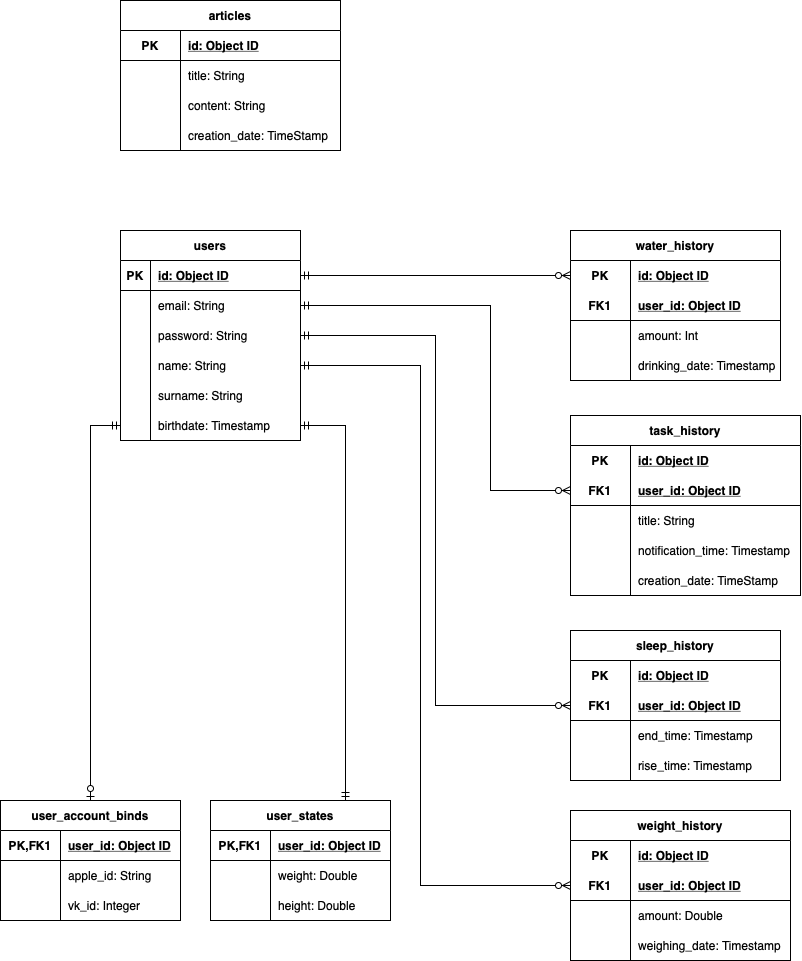 articles
PK id: Object ID
title: String
content: String
creation_date: TimeStamp
users
PK id: Object ID
email: String
password: String
name: String
surname: String
birthdate: Timestamp
water_history
PK id: Object ID
FK1 user_id: Object ID
amount: Int
drinking_date: Timestamp
task_history
PK id: Object ID
FK1 user_id: Object ID
title: String
notification_time: Timestamp
creation_date: TimeStamp
sleep_history
PK id: Object ID
FK1 user_id: Object ID
end_time: Timestamp
rise_time: Timestamp
user_account_binds
PK,FK1 user_id: Object ID
apple_id: String
vk_id: Integer
user_states
PK,FK1 user_id: Object ID
weight: Double
height: Double
weight_history
PK id: Object ID
FK1 user_id: Object ID
amount: Double
weighing_date: Timestamp